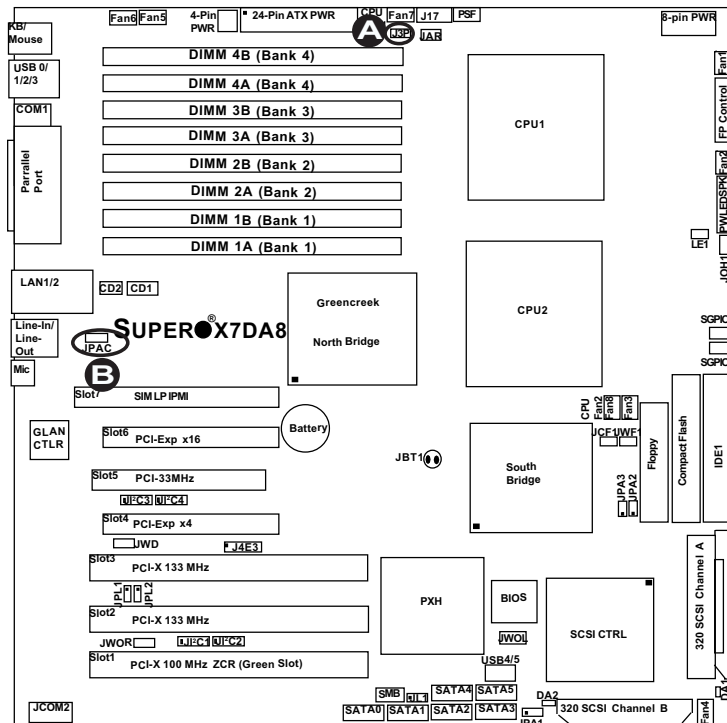 Fan6 Fan5
4-Pin
PWR
24-Pin ATX PWR
CPU
Fan7
J17
PSF
8-pin PWR
A
J3P
JAR
KB/
Mouse
USB 0/
1/2/3
COM1
Parrallel
Port
DIMM 4B (Bank 4)
DIMM 4A (Bank 4)
DIMM 3B (Bank 3)
DIMM 3A (Bank 3)
DIMM 2B (Bank 2)
DIMM 2A (Bank 2)
DIMM 1B (Bank 1)
DIMM 1A (Bank 1)
CPU1
Fan1
FP Control
Fan2
PWLED
SPK
LE1
JOH1
LAN1/2
CD2
CD1
Greencreek
North Bridge
CPU2
SUPER®X7DA8
Line-In/
Line-
Out
JPAC
Mic
B
SGPIO
SGPIO
Slot7
SIMLP IPMI
Battery
GLAN
CTLR
Slot6
PCI-Exp x16
CPU
Fan2
Fan8
Fan3
JCF1
JWF1
Floppy
Compact Flash
IDE1
JBT1
South
Bridge
Slot5
PCI-33MHz
JI²C3
JI²C4
JPA3
JPA2
Slot4
PCI-Exp x4
JWD
J4E3
Slot3
PCI-X 133 MHz
JPL1
JPL2
PXH
BIOS
SCSI CTRL
320 SCSI Channel A
Slot2
PCI-X 133 MHz
JWOR
JI²C1
JI²C2
JWOL
Slot1
PCI-X 100 MHz ZCR (Green Slot)
USB4/5
JCOM2
SMB
JL1
SATA4
SATA5
SATA0
SATA1
SATA2
SATA3
DA2
JPA1
320 SCSI Channel B
Fan4
DA1